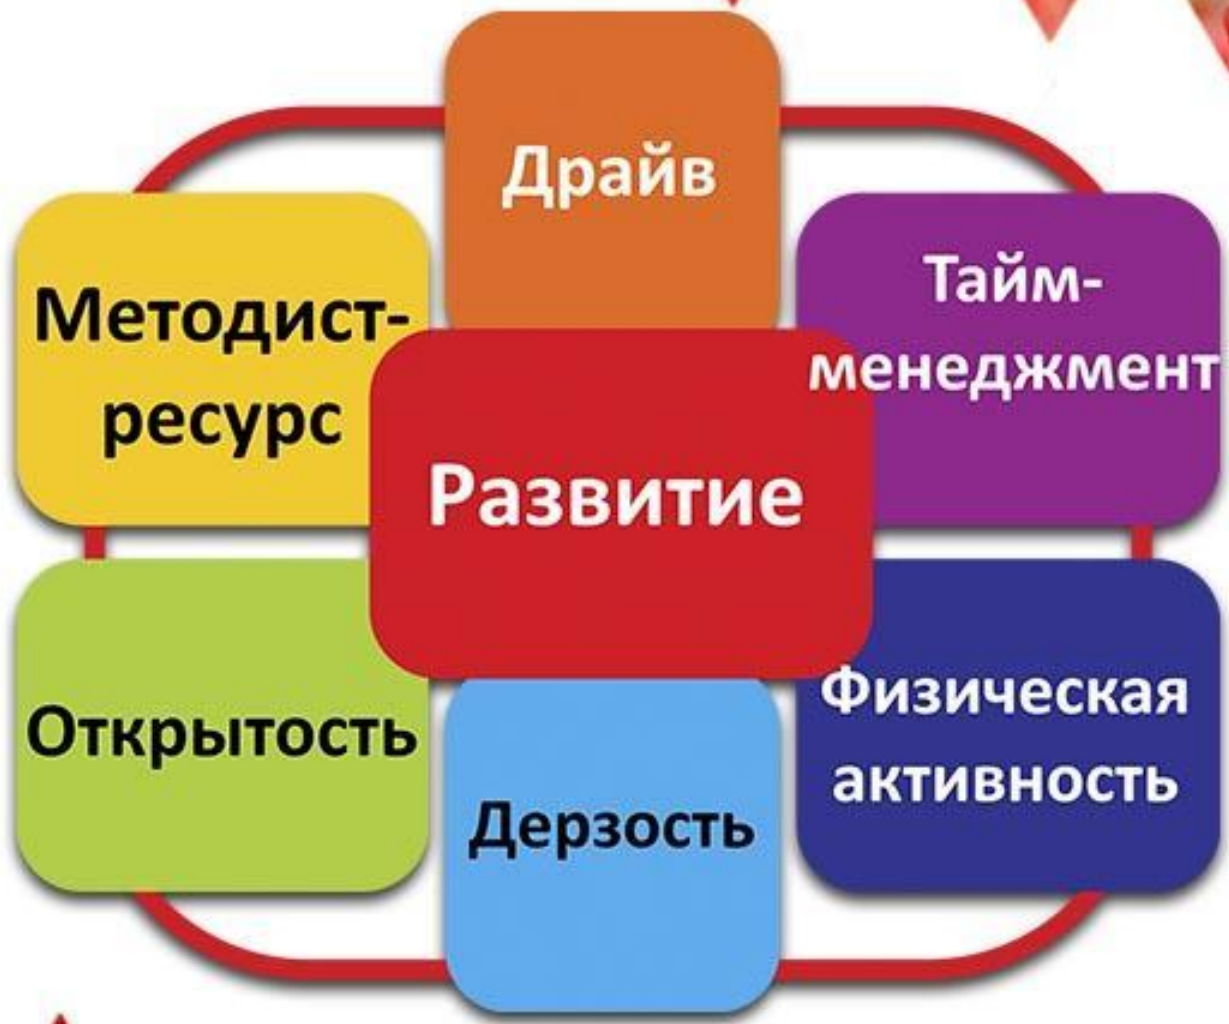 Драйв
Тайм-
менеджмент
Методист-
ресурс
Развитие
Физическая
активность
Открытость
Дерзость